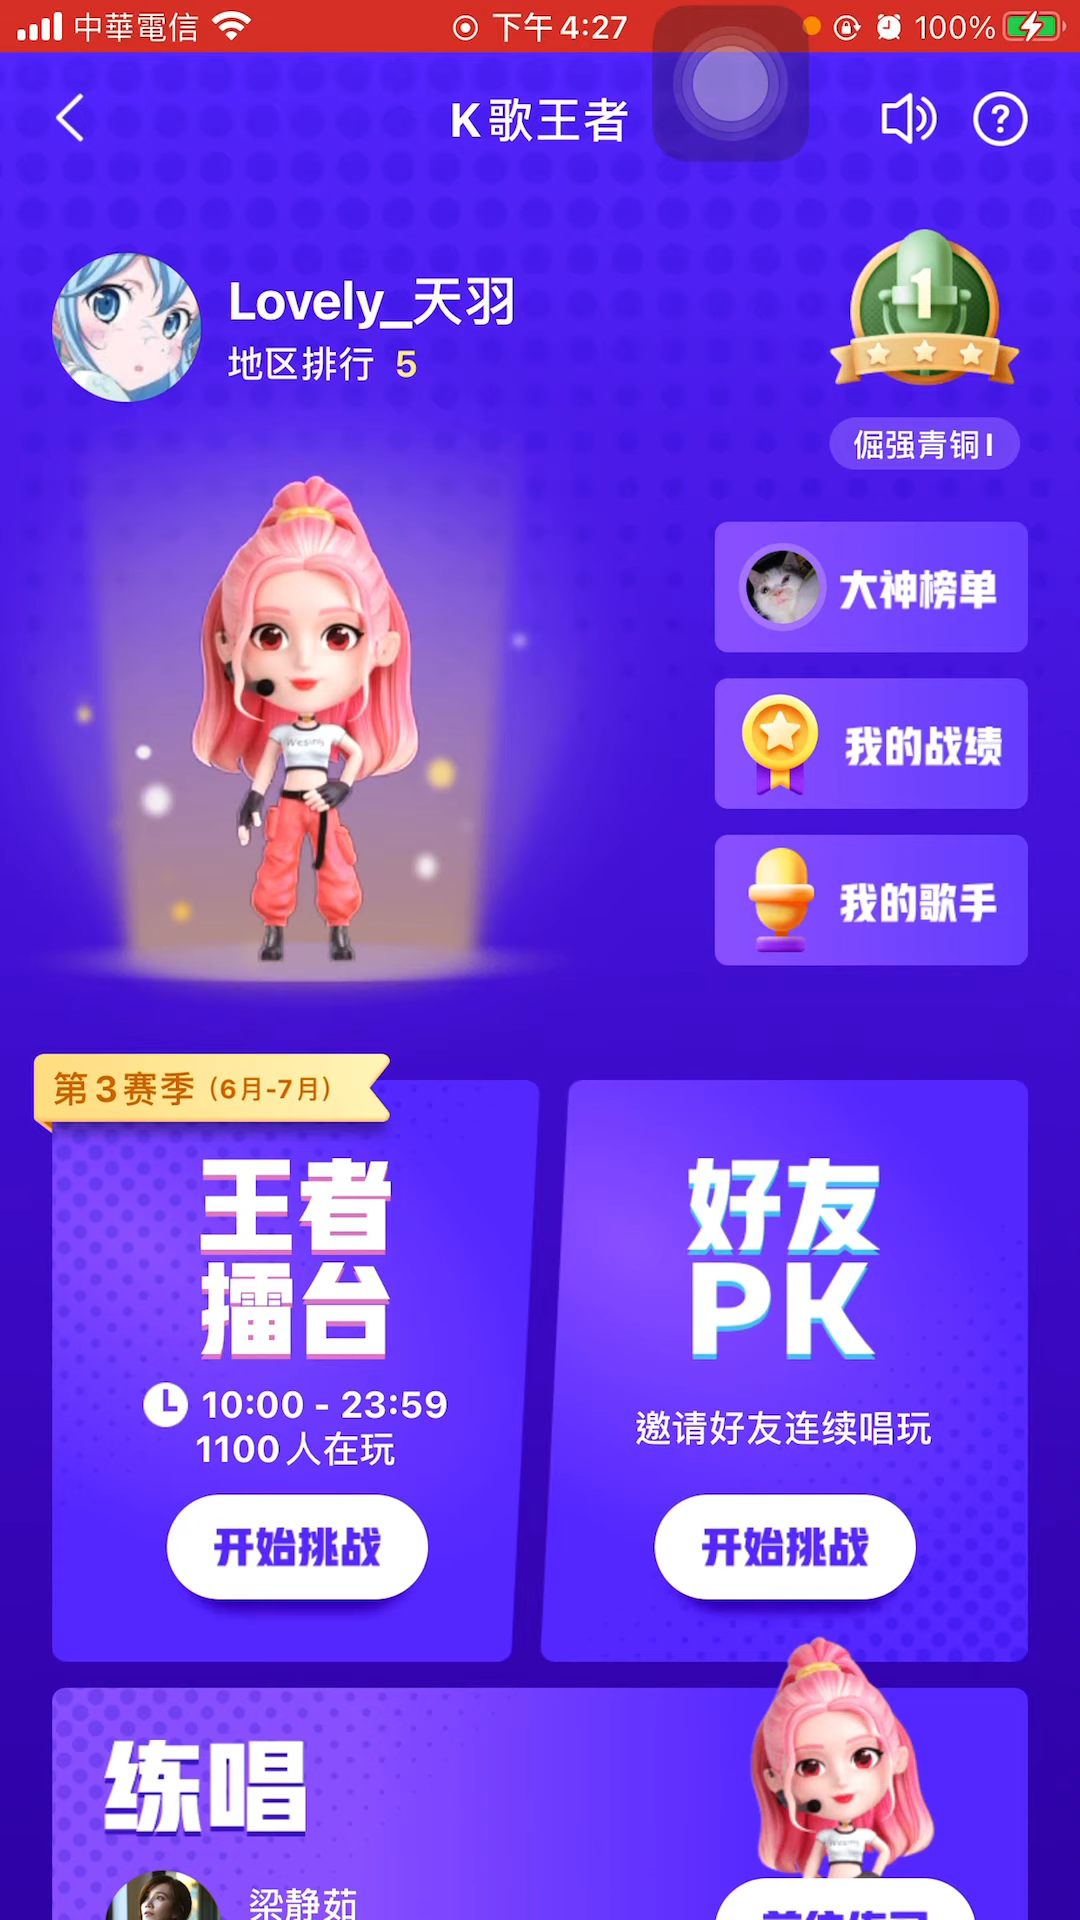 中華電信 下午4:27 100%
K歌王者
Lovely_天羽
地区排行 5
1
倔强青铜I
大神榜单
我的战绩
我的歌手
Wesing
第3赛季 (6月-7月)
王者
擂台
10:00 - 23:59
1100人在玩
开始挑战
好友
PK
邀请好友连续唱玩
开始挑战
练唱
梁静茹